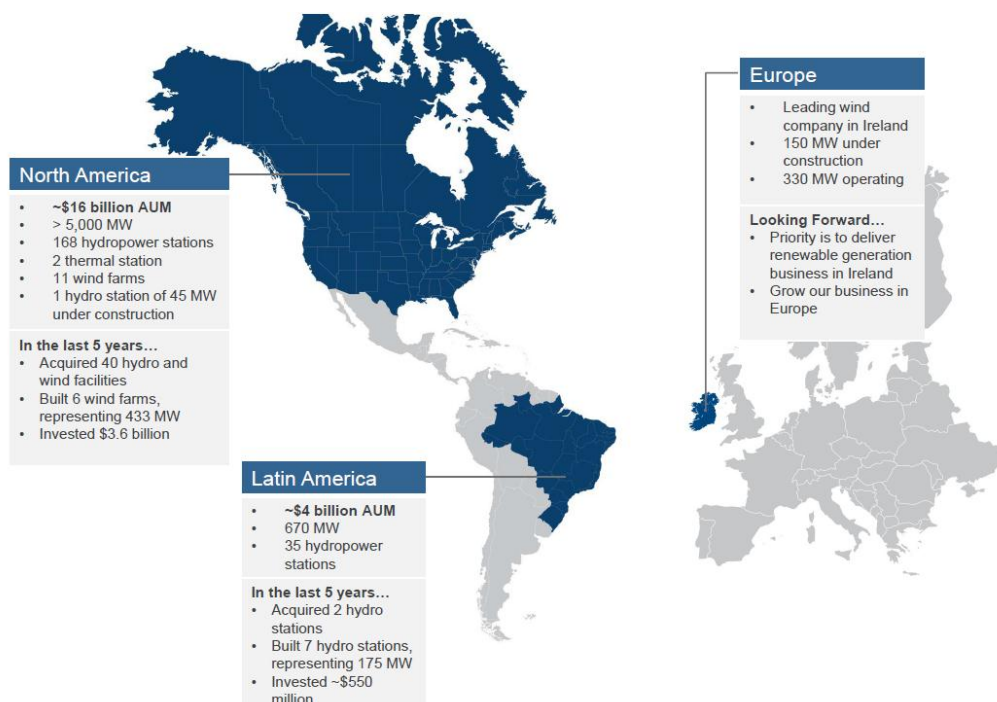 North America
• ~$16 billion AUM
• > 5,000 MW
• 168 hydropower stations
• 2 thermal station
• 11 wind farms
• 1 hydro station of 45 MW
under construction
In the last 5 years…
• Acquired 40 hydro and
wind facilities
• Built 6 wind farms,
representing 433 MW
• Invested $3.6 billion
Latin America
• ~$4 billion AUM
• 670 MW
• 35 hydropower
stations
In the last 5 years…
• Acquired 2 hydro
stations
• Built 7 hydro stations,
representing 175 MW
• Invested ~$550
million
Europe
• Leading wind
company in Ireland
• 150 MW under
construction
• 330 MW operating
Looking Forward…
• Priority is to deliver
renewable generation
business in Ireland
• Grow our business in
Europe